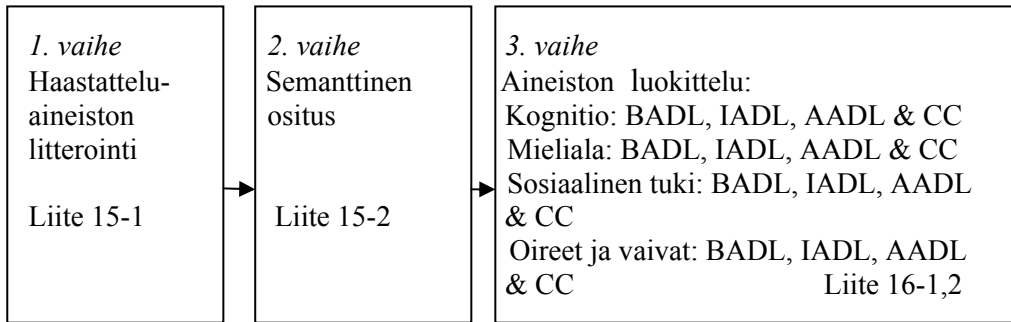 1. vaihe
Haastattelu-
aineiston
litterointi
Liite 15-1
2. vaihe
Semanttinen
ositus
Liite 15-2
3. vaihe
Aineiston luokittelu:
Kognitio: BADL, IADL, AADL & CC
Mieliala: BADL, IADL, AADL & CC
Sosiaalinen tuki: BADL, IADL, AADL
& CC
Oireet ja vaivat: BADL, IADL, AADL
& CC Liite 16-1,2